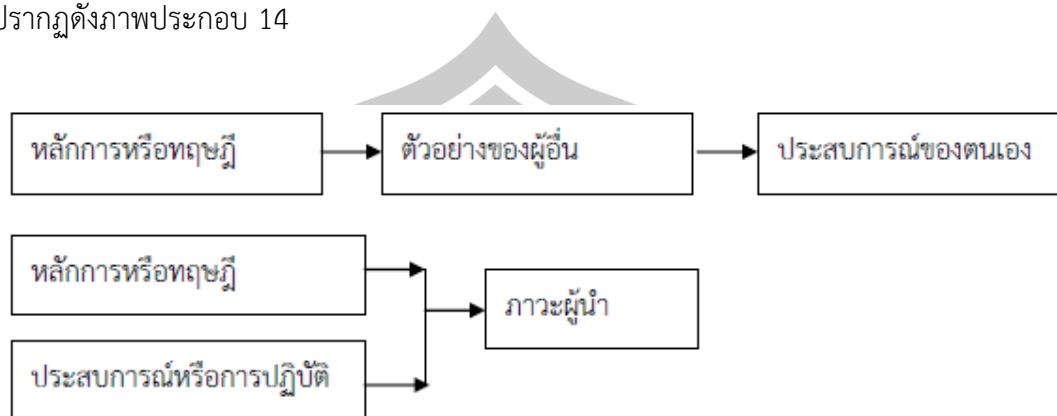 ปรากฏดังภาพประกอบ 14
หลักการหรือทฤษฎี
ตัวอย่างของผู้อื่น
ประสบการณ์ของตนเอง
หลักการหรือทฤษฎี
ภาวะผู้นำ
ประสบการณ์หรือการปฏิบัติ